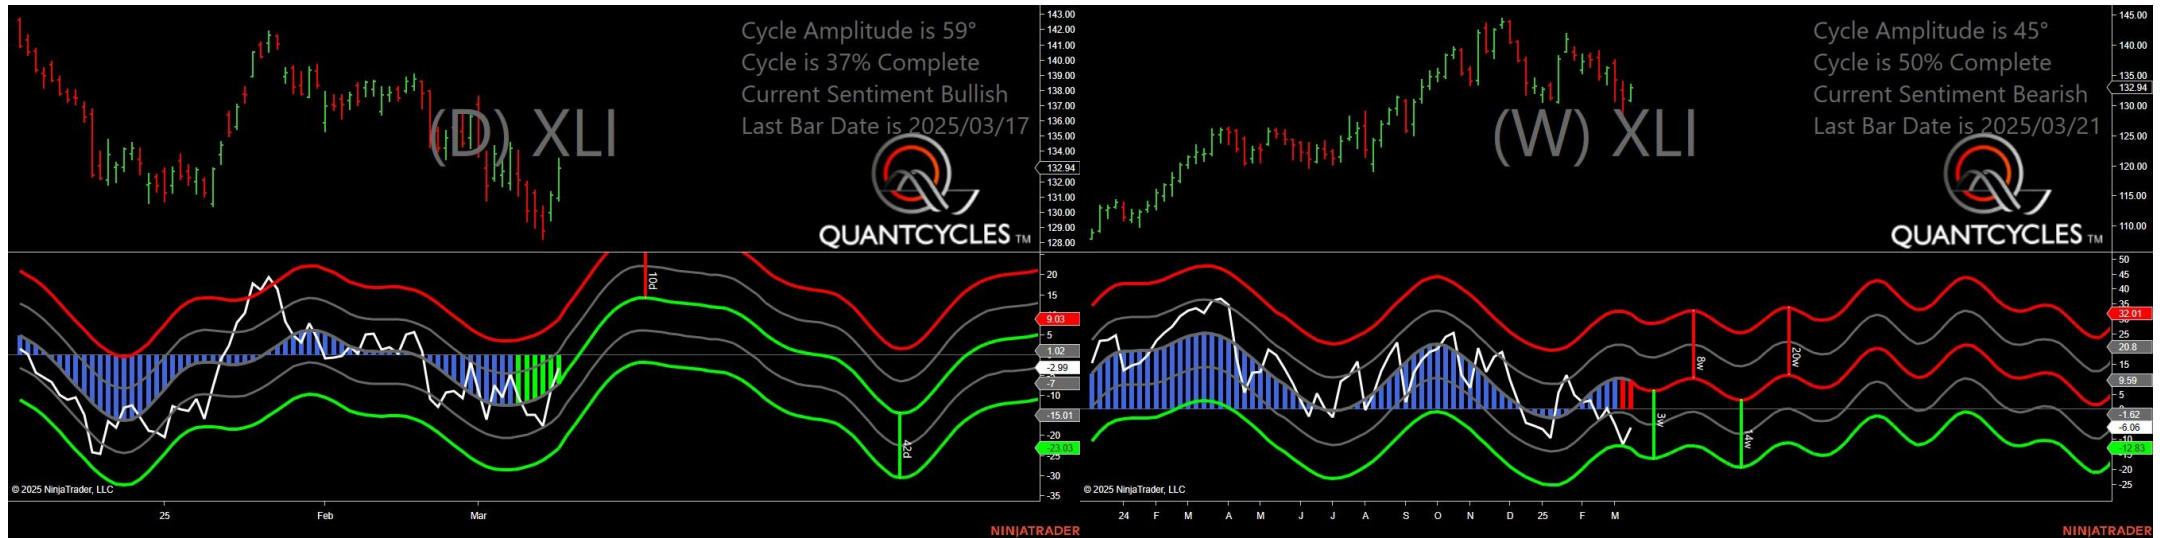 Cycle Amplitude is 59°
Cycle is 37% Complete
Current Sentiment Bullish
Last Bar Date is 2025/03/17
(D) XLI
QUANTCYCLES TM
143.00
142.00
141.00
140.00
139.00
138.00
137.00
136.00
135.00
134.00
132.94
132.00
131.00
130.00
129.00
128.00
10d
42d
20
15
9.03
5
1.02
-2.99
-7
-10
-15.01
-20
-23.03
-25
-30
-35
© 2025 NinjaTrader, LLC
25 Feb Mar
NINJATRADER
Cycle Amplitude is 45°
Cycle is 50% Complete
Current Sentiment Bearish
Last Bar Date is 2025/03/21
(W) XLI
QUANTCYCLES TM
145.00
140.00
135.00
132.94
130.00
125.00
120.00
115.00
110.00
3w
8w
14w
20w
50
45
40
35
32.01
25
20.8
15
9.59
5
-1.62
-6.06
-10
-12.83
-20
-25
© 2025 NinjaTrader, LLC
24 F M A M J J A S O N D 25 F M
NINJATRADER